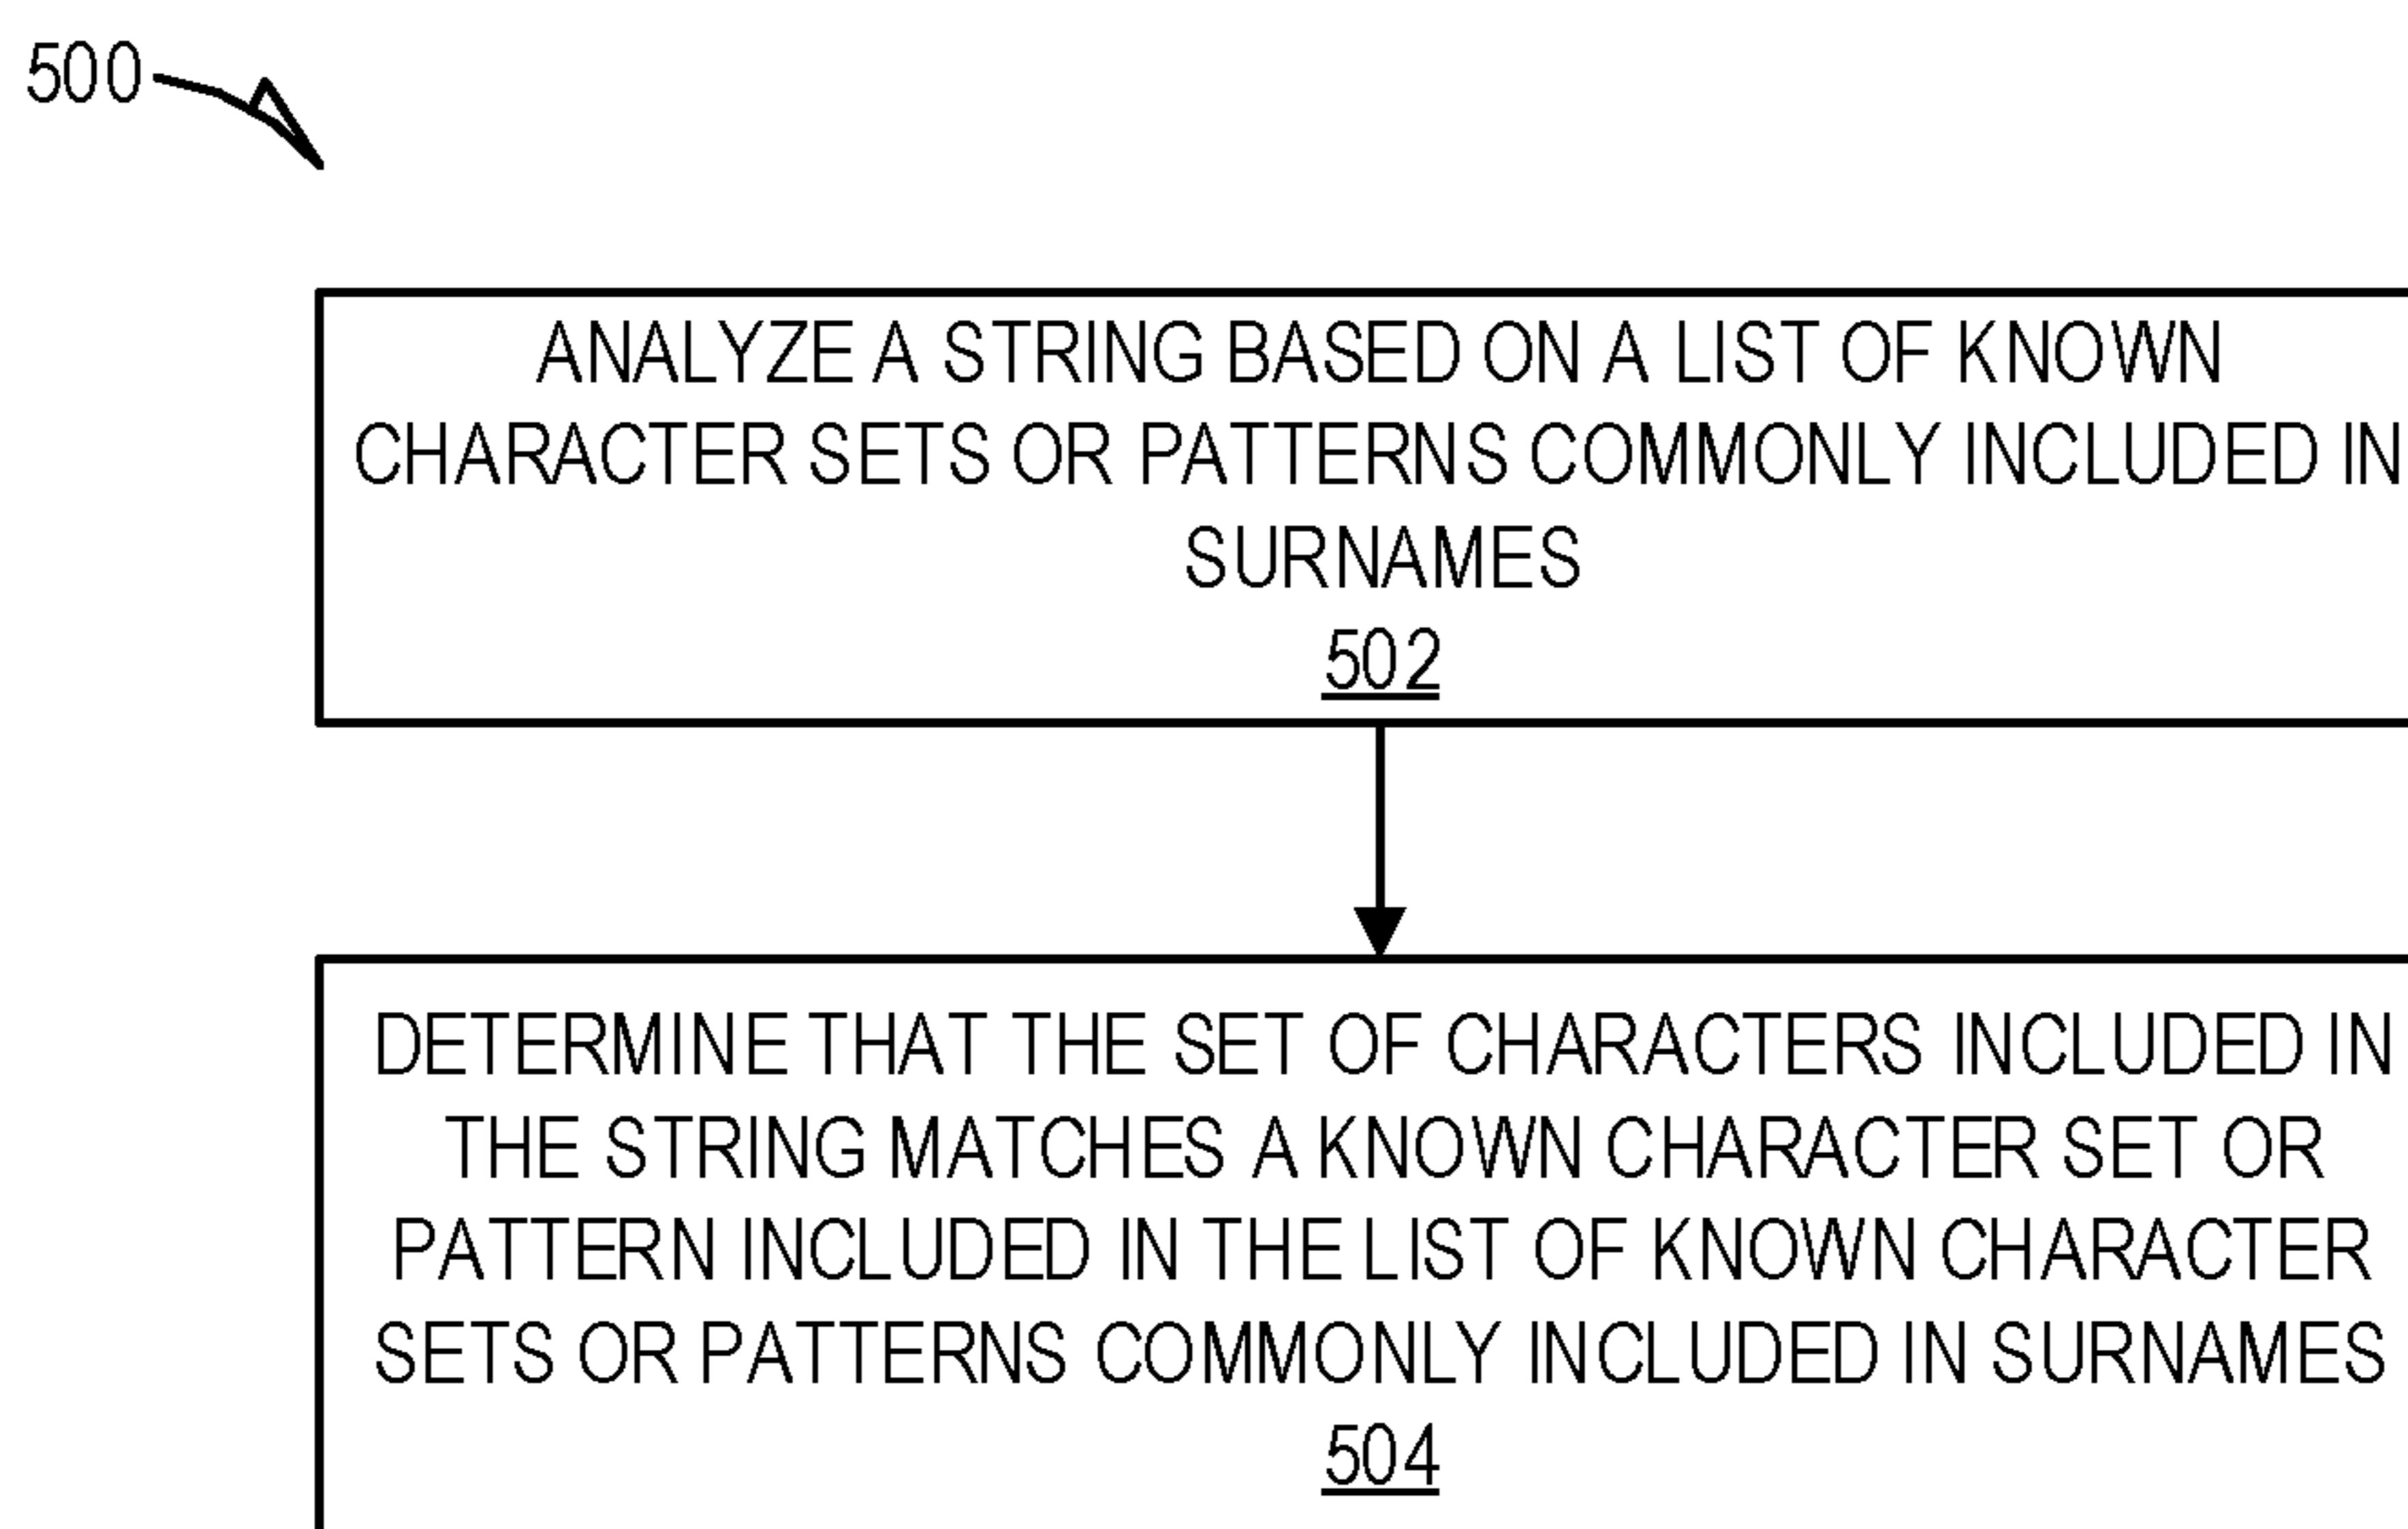 500
ANALYZE A STRING BASED ON A LIST OF KNOWN
CHARACTER SETS OR PATTERNS COMMONLY INCLUDED IN
SURNAMES
502
DETERMINE THAT THE SET OF CHARACTERS INCLUDED IN
THE STRING MATCHES A KNOWN CHARACTER SET OR
PATTERN INCLUDED IN THE LIST OF KNOWN CHARACTER
SETS OR PATTERNS COMMONLY INCLUDED IN SURNAMES
504